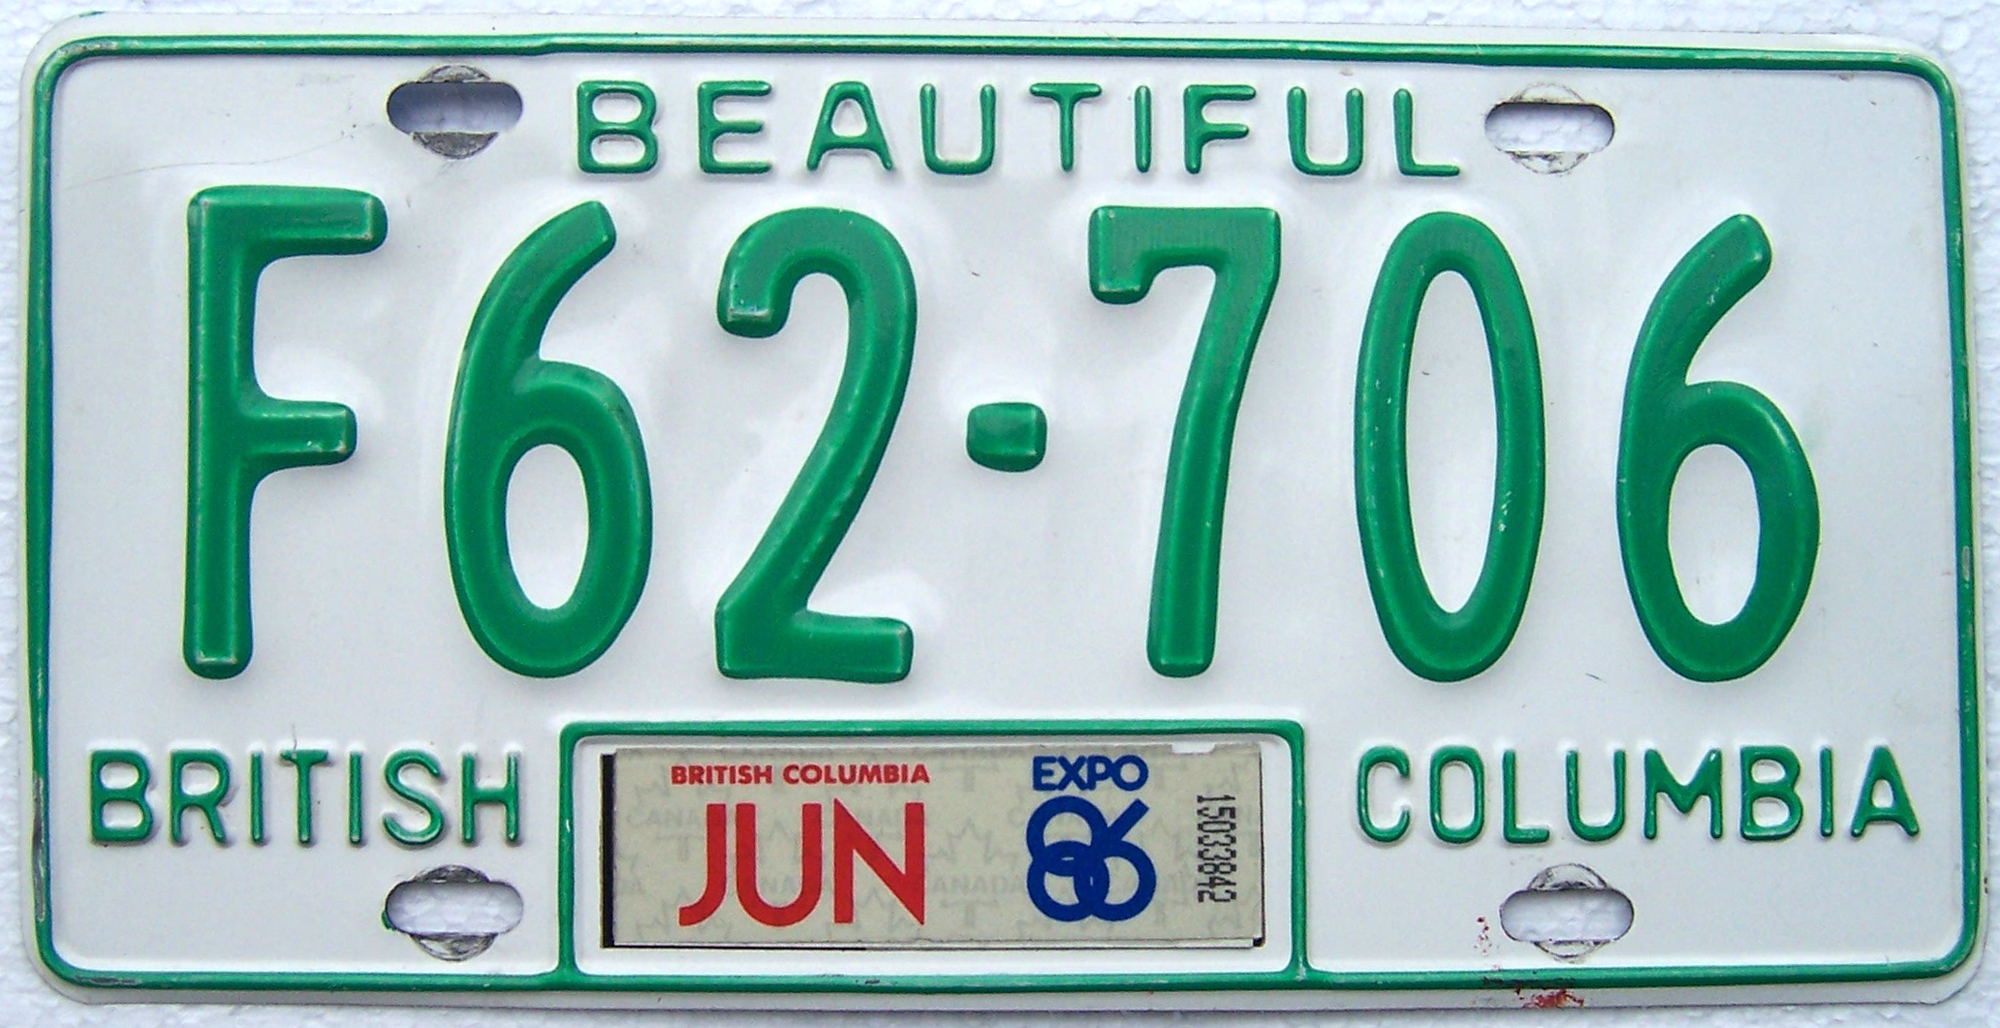 BEAUTIFUL
F62-706
BRITISH
BRITISH COLUMBIA
JUN
EXPO
86
15033842
COLUMBIA